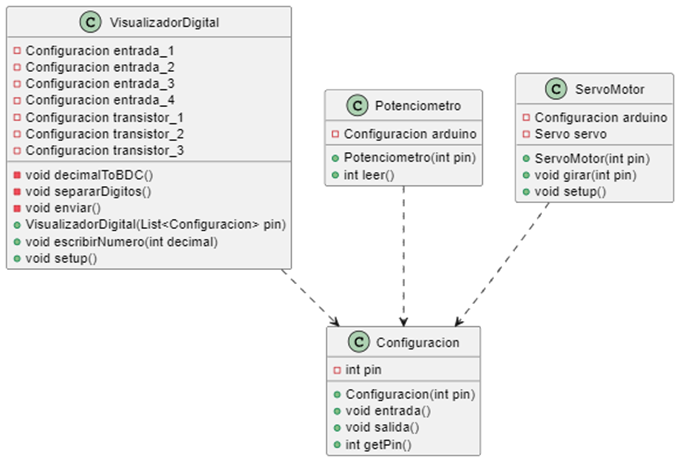 C VisualizadorDigital
Configuracion entrada_1
Configuracion entrada_2
Configuracion entrada_3
Configuracion entrada_4
Configuracion transistor_1
Configuracion transistor_2
Configuracion transistor_3
void decimalToBDC()
void separarDigitos()
void enviar()
VisualizadorDigital(List<Configuracion> pin)
void escribirNumero(int decimal)
void setup()
C Potenciometro
Configuracion arduino
Potenciometro(int pin)
int leer()
C ServoMotor
Configuracion arduino
Servo servo
ServoMotor(int pin)
void girar(int pin)
void setup()
C Configuracion
int pin
Configuracion(int pin)
void entrada()
void salida()
int getPin()